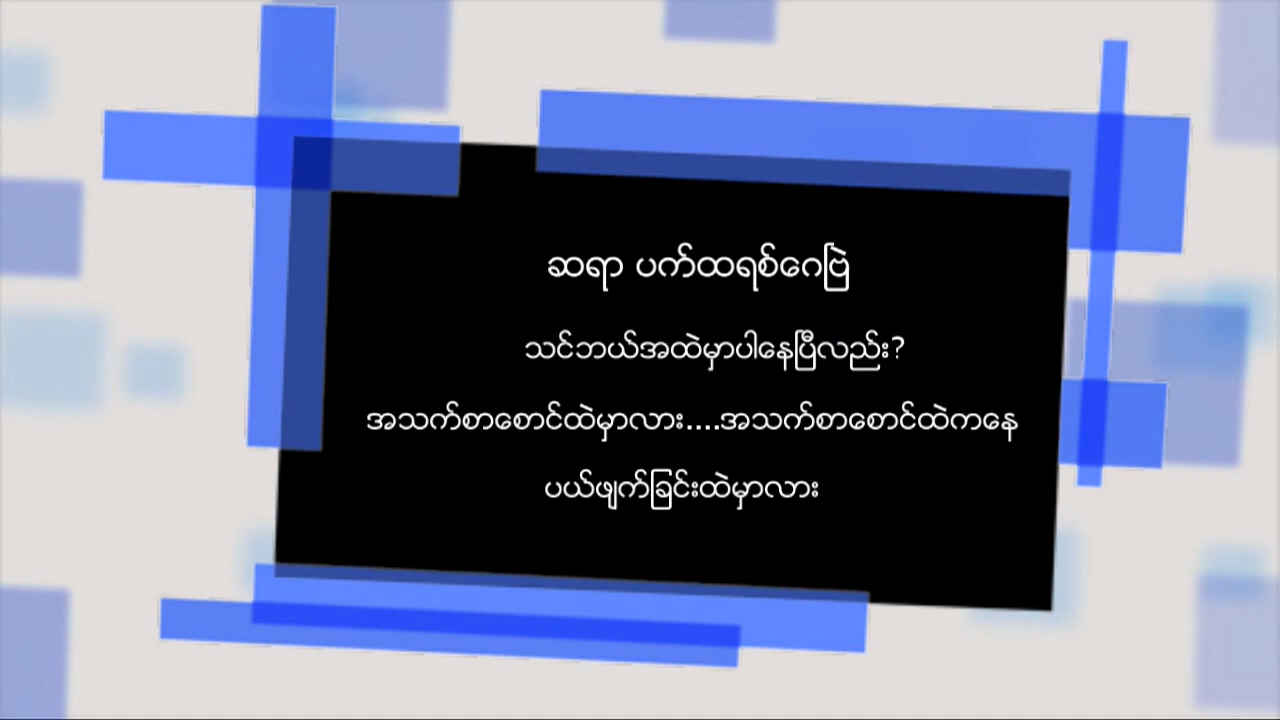 ဆရာ ပက်ထရစ်ဂေဗြဲ
သင်ဘယ်အထဲမှာပါနေပြီလည်း?
အသက်စာစောင်ထဲမှာလား....အသက်စာစောင်ထဲကနေ
ပယ်ဖျက်ခြင်းထဲမှာလား